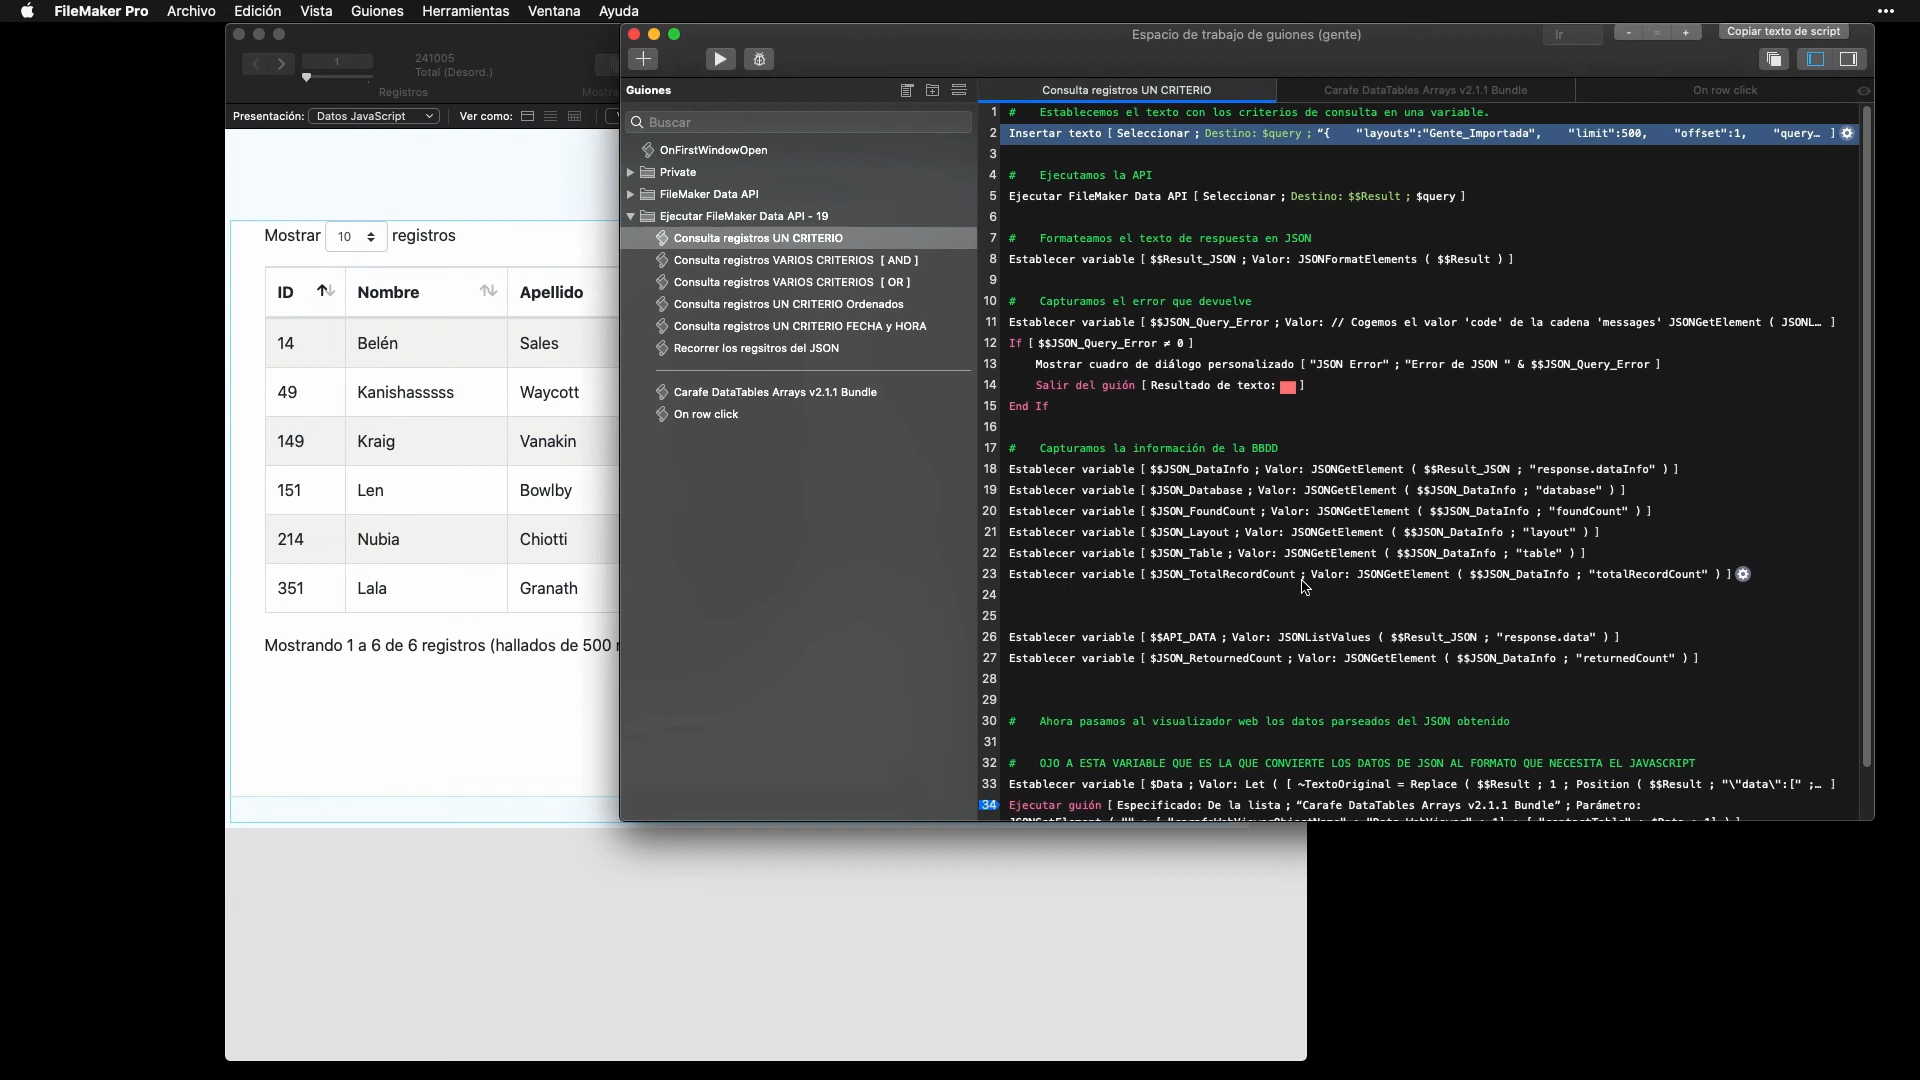 FileMaker Pro Archivo Edición Vista Guiones Herramientas Ventana Ayuda
1
241005
Total (Desord.)
Registros
Presentación: Datos JavaScript Ver como:
Mostrar 10 registros
ID Nombre Apellido
14 Belén Sales
49 Kanishasssss Waycott
149 Kraig Vanakin
151 Len Bowlby
214 Nubia Chiotti
351 Lala Granath
Mostrando 1 a 6 de 6 registros (hallados de 500
Espacio de trabajo de guiones (gente)
Ir
- = +
Copiar texto de script
Guiones
Buscar
OnFirstWindowOpen
Private
FileMaker Data API
Ejecutar FileMaker Data API - 19
Consulta registros UN CRITERIO
Consulta registros VARIOS CRITERIOS [ AND ]
Consulta registros VARIOS CRITERIOS [ OR ]
Consulta registros UN CRITERIO Ordenados
Consulta registros UN CRITERIO FECHA y HORA
Recorrer los regsitros del JSON
Carafe DataTables Arrays v2.1.1 Bundle
On row click
Consulta registros UN CRITERIO Carafe DataTables Arrays v2.1.1 Bundle On row click
1 # Establecemos el texto con los criterios de consulta en una variable.
2 Insertar texto [ Seleccionar ; Destino: $query ; “{ "layouts":"Gente_Importada", "limit":500, "offset":1, "query… ]
3
4 # Ejecutamos la API
5 Ejecutar FileMaker Data API [ Seleccionar ; Destino: $$Result ; $query ]
6
7 # Formateamos el texto de respuesta en JSON
8 Establecer variable [ $$Result_JSON ; Valor: JSONFormatElements ( $$Result ) ]
9
10 # Capturamos el error que devuelve
11 Establecer variable [ $$JSON_Query_Error ; Valor: // Cogemos el valor 'code' de la cadena 'messages' JSONGetElement ( JSONL… ]
12 If [ $$JSON_Query_Error ≠ 0 ]
13 Mostrar cuadro de diálogo personalizado [ "JSON Error" ; "Error de JSON " & $$JSON_Query_Error ]
14 Salir del guión [ Resultado de texto: ]
15 End If
16
17 # Capturamos la información de la BBDD
18 Establecer variable [ $$JSON_DataInfo ; Valor: JSONGetElement ( $$Result_JSON ; "response.dataInfo" ) ]
19 Establecer variable [ $JSON_Database ; Valor: JSONGetElement ( $$JSON_DataInfo ; "database" ) ]
20 Establecer variable [ $JSON_FoundCount ; Valor: JSONGetElement ( $$JSON_DataInfo ; "foundCount" ) ]
21 Establecer variable [ $JSON_Layout ; Valor: JSONGetElement ( $$JSON_DataInfo ; "layout" ) ]
22 Establecer variable [ $JSON_Table ; Valor: JSONGetElement ( $$JSON_DataInfo ; "table" ) ]
23 Establecer variable [ $JSON_TotalRecordCount ; Valor: JSONGetElement ( $$JSON_DataInfo ; "totalRecordCount" ) ]
24
25
26 Establecer variable [ $$API_DATA ; Valor: JSONListValues ( $$Result_JSON ; "response.data" ) ]
27 Establecer variable [ $JSON_RetournedCount ; Valor: JSONGetElement ( $$JSON_DataInfo ; "returnedCount" ) ]
28
29
30 # Ahora pasamos al visualizador web los datos parseados del JSON obtenido
31
32 # OJO A ESTA VARIABLE QUE ES LA QUE CONVIERTE LOS DATOS DE JSON AL FORMATO QUE NECESITA EL JAVASCRIPT
33 Establecer variable [ $Data ; Valor: Let ( [ ~TextoOriginal = Replace ( $$Result ; 1 ; Position ( $$Result ; "\"data\":[" ;… ]
34 Ejecutar guión [ Especificado: De la lista ; “Carafe DataTables Arrays v2.1.1 Bundle” ; Parámetro: